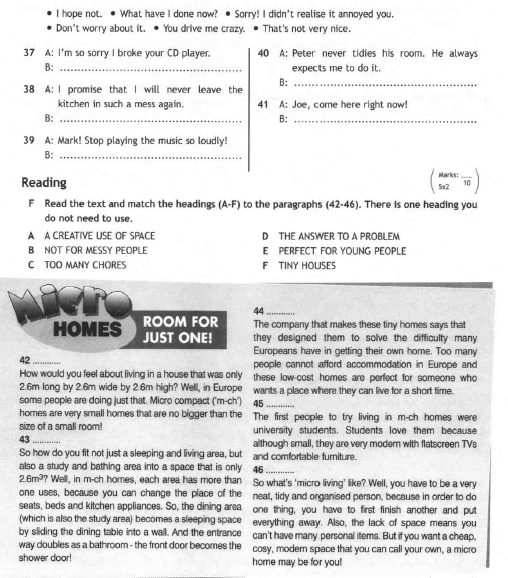 • I hope not. • What have I done now? • Sorry! I didn't realise it annoyed you.
• Don't worry about it. • You drive me crazy. • That's not very nice.
37 A: I'm so sorry I broke your CD player.
B: ................................................
38 A: I promise that I will never leave the
kitchen in such a mess again.
B: ................................................
39 A: Mark! Stop playing the music so loudly!
B: ................................................
40 A: Peter never tidies his room. He always
expects me to do it.
B: ................................................
41 A: Joe, come here right now!
B: ................................................
Marks: ___
5x2 10
Reading
F Read the text and match the headings (A-F) to the paragraphs (42-46). There is one heading you
do not need to use.
A A CREATIVE USE OF SPACE
B NOT FOR MESSY PEOPLE
C TOO MANY CHORES
D THE ANSWER TO A PROBLEM
E PERFECT FOR YOUNG PEOPLE
F TINY HOUSES
Micro
HOMES
ROOM FOR
JUST ONE!
42 ............
How would you feel about living in a house that was only
2.6m long by 2.6m wide by 2.6m high? Well, in Europe
some people are doing just that. Micro compact ('m-ch')
homes are very small homes that are no bigger than the
size of a small room!
43 ............
So how do you fit not just a sleeping and living area, but
also a study and bathing area into a space that is only
2.6m³? Well, in m-ch homes, each area has more than
one uses, because you can change the place of the
seats, beds and kitchen appliances. So, the dining area
(which is also the study area) becomes a sleeping space
by sliding the dining table into a wall. And the entrance
way doubles as a bathroom - the front door becomes the
shower door!
44 ............
The company that makes these tiny homes says that
they designed them to solve the difficulty many
Europeans have in getting their own home. Too many
people cannot afford accommodation in Europe and
these low-cost homes are perfect for someone who
wants a place where they can live for a short time.
45 ............
The first people to try living in m-ch homes were
university students. Students love them because
although small, they are very modern with flatscreen TVs
and comfortable furniture.
46 ............
So what's 'micro living' like? Well, you have to be a very
neat, tidy and organised person, because in order to do
one thing, you have to first finish another and put
everything away. Also, the lack of space means you
can't have many personal items. But if you want a cheap,
cosy, modern space that you can call your own, a micro
home may be for you!